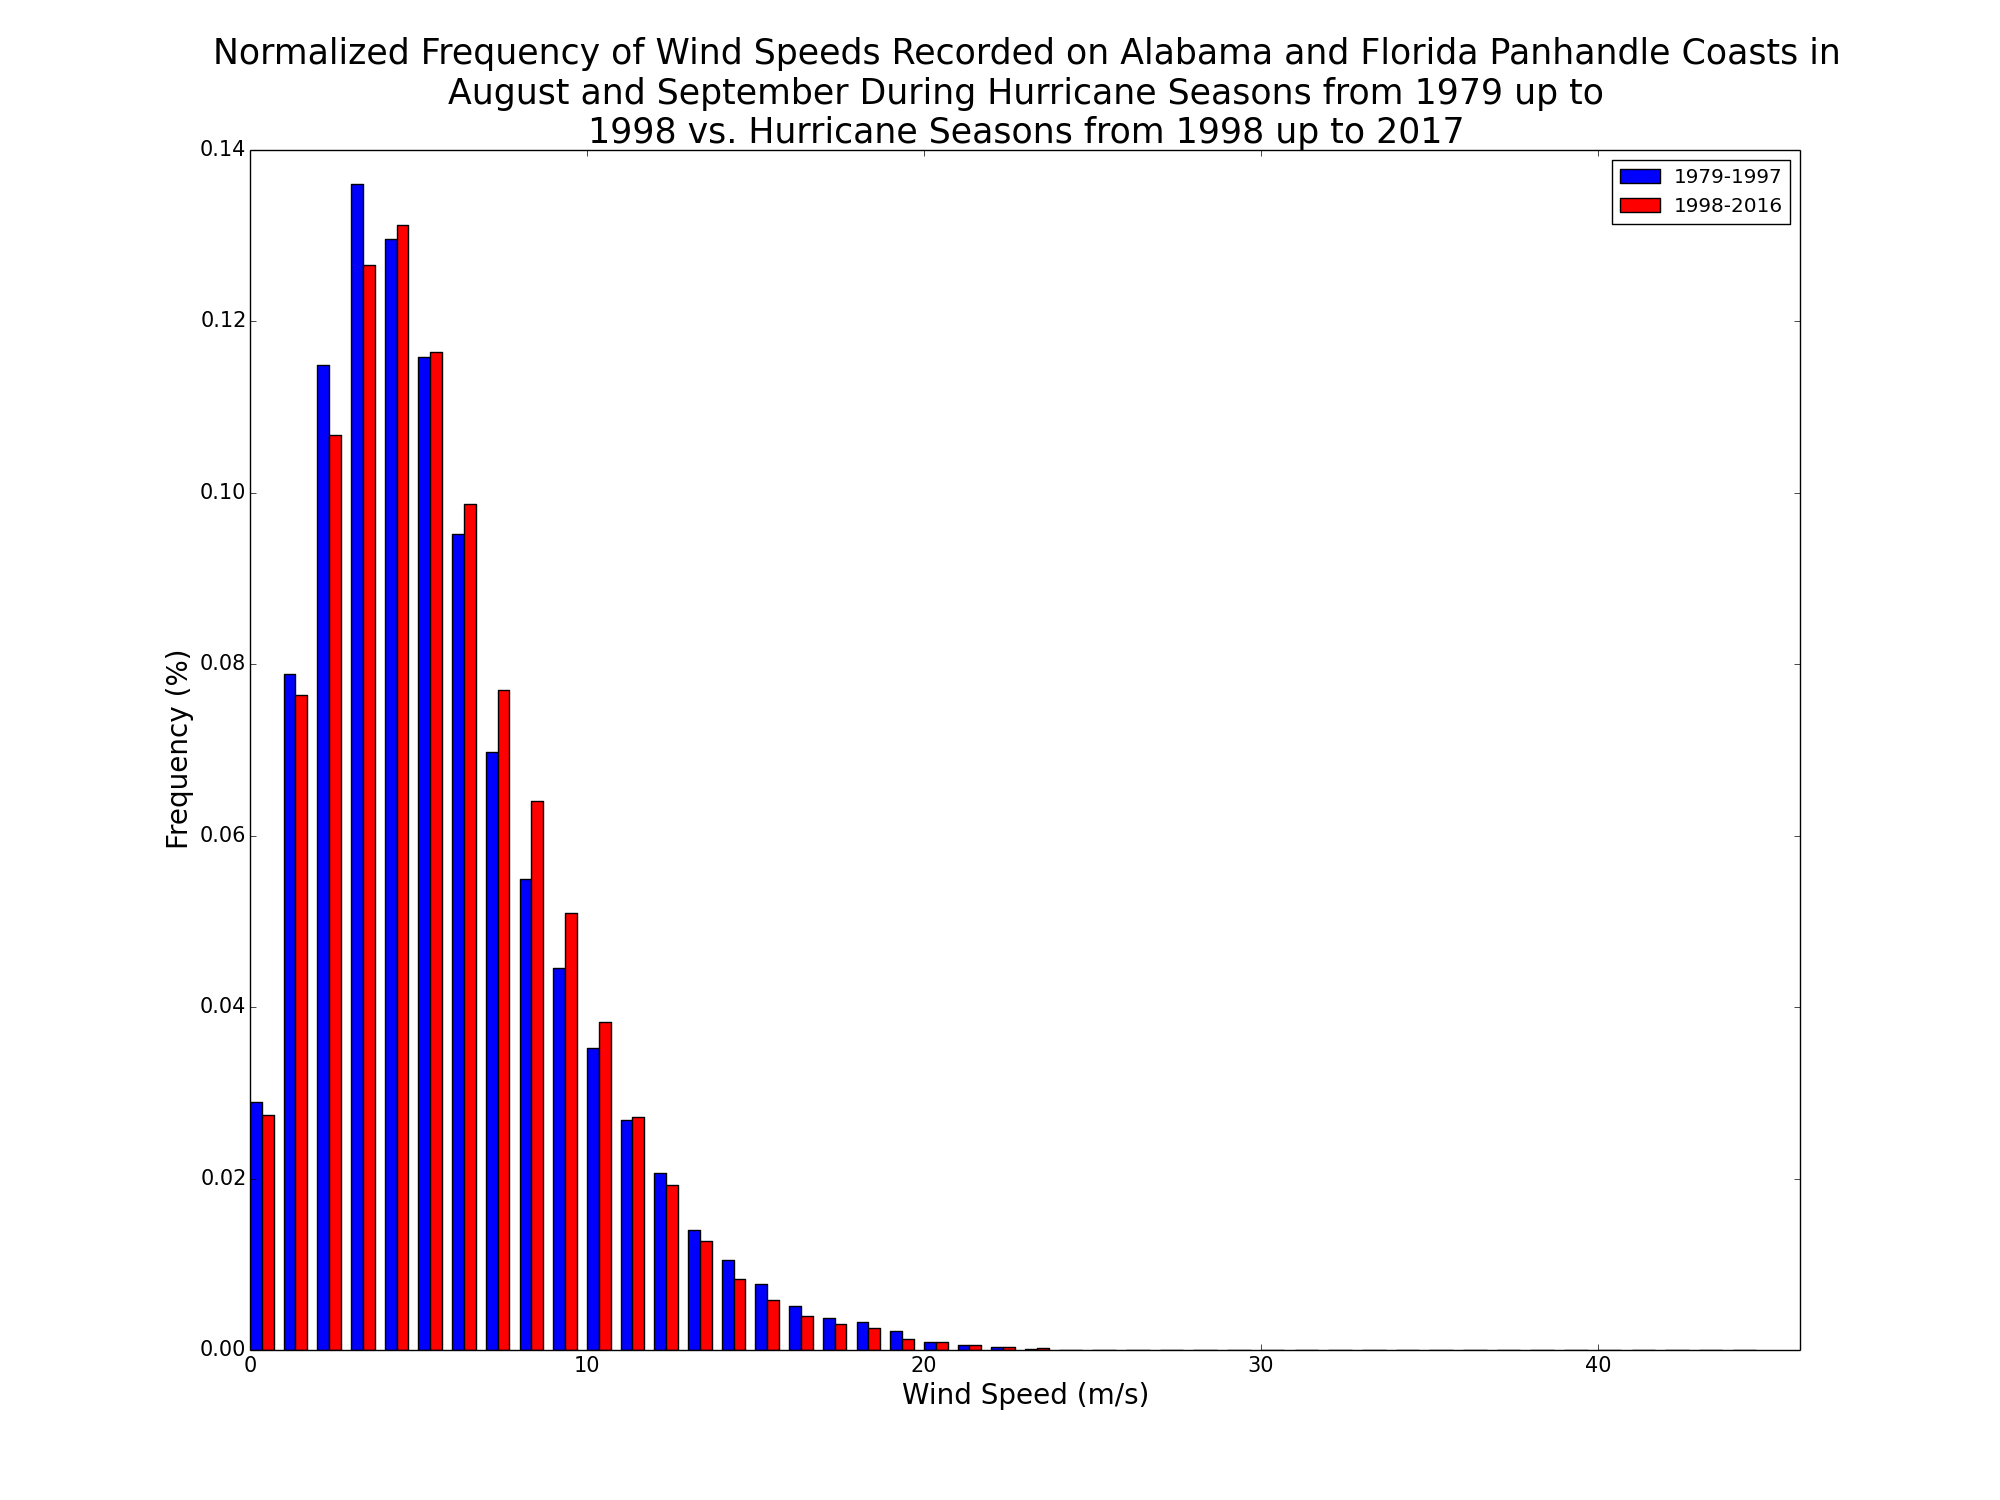 Normalized Frequency of Wind Speeds Recorded on Alabama and Florida Panhandle Coasts in
August and September During Hurricane Seasons from 1979 up to
1998 vs. Hurricane Seasons from 1998 up to 2017
1979-1997
1998-2016
0.14
0.12
0.10
0.08
0.06
0.04
0.02
0.00
Frequency (%)
0 10 20 30 40
Wind Speed (m/s)